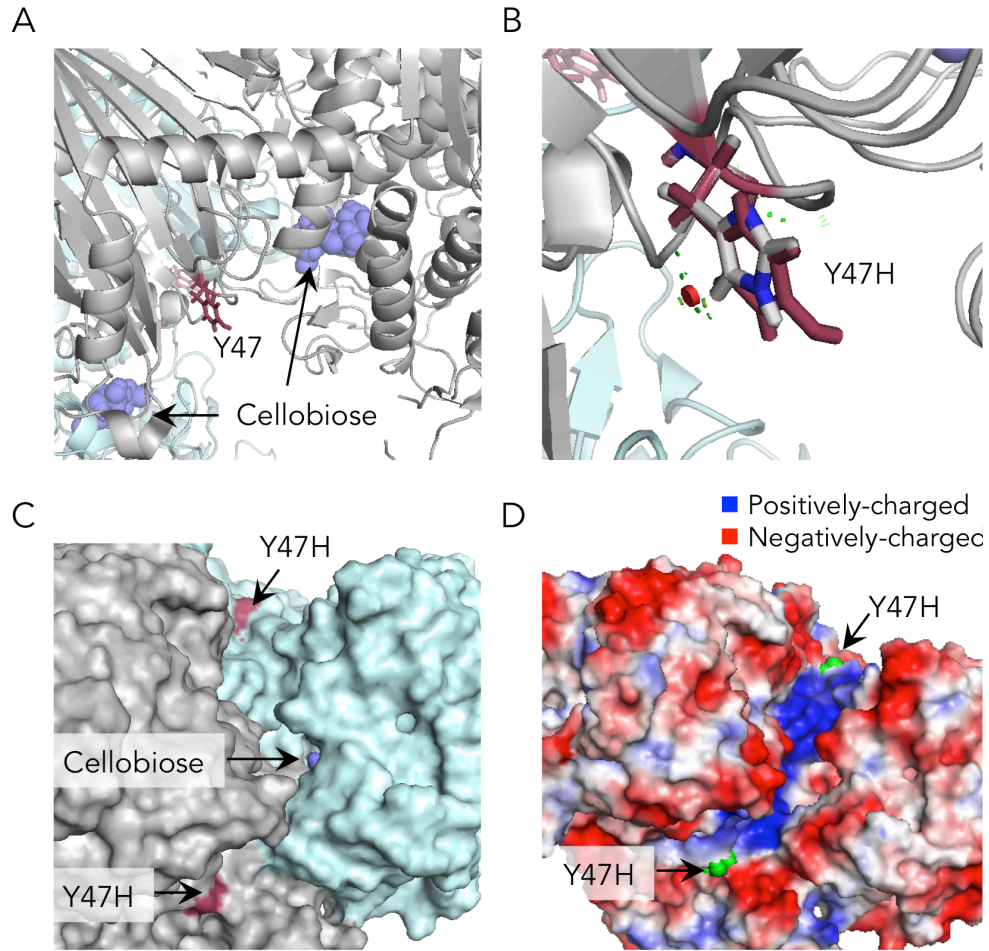 A
B
Y47
Cellobiose
Y47H
C
D
Positively-charged
Negatively-charged
Y47H
Y47H
Cellobiose
Y47H
Y47H